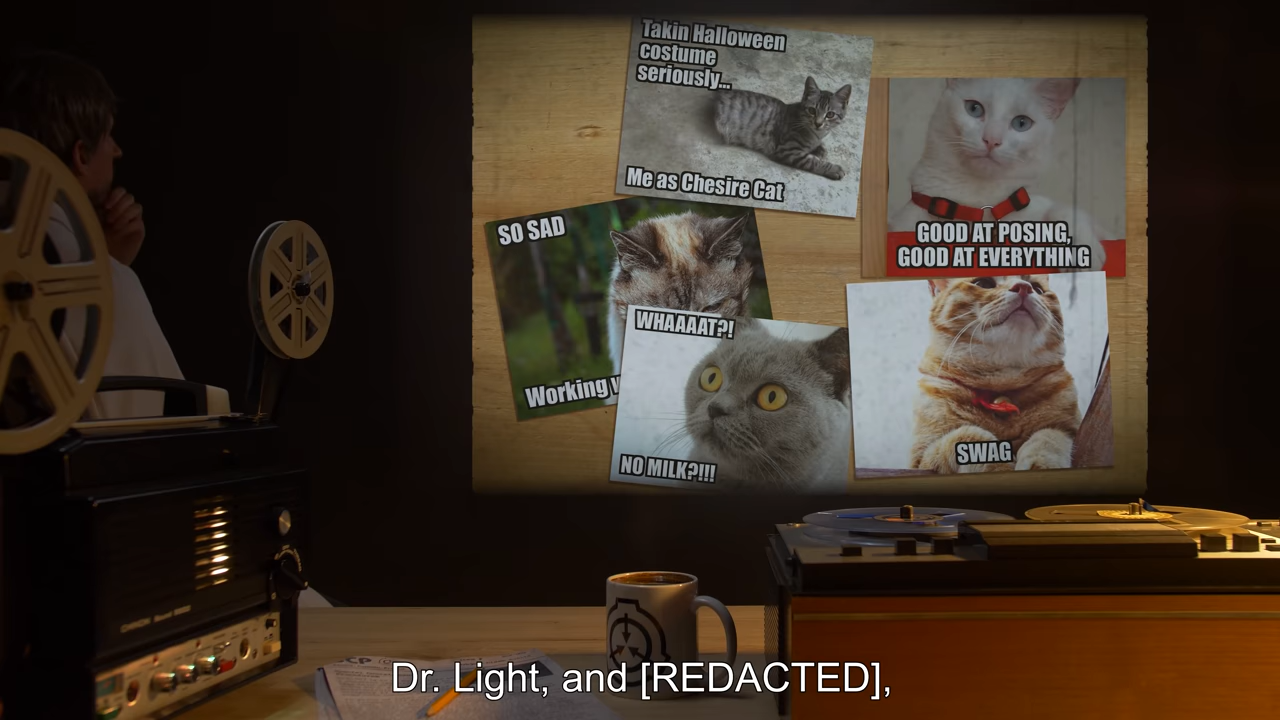 Takin Halloween
costume
seriously...
Me as Chesire Cat
GOOD AT POSING,
GOOD AT EVERYTHING
SO SAD
Working
WHAAAAT?!
NO MILK?!!!
SWAG
Dr. Light, and [REDACTED],